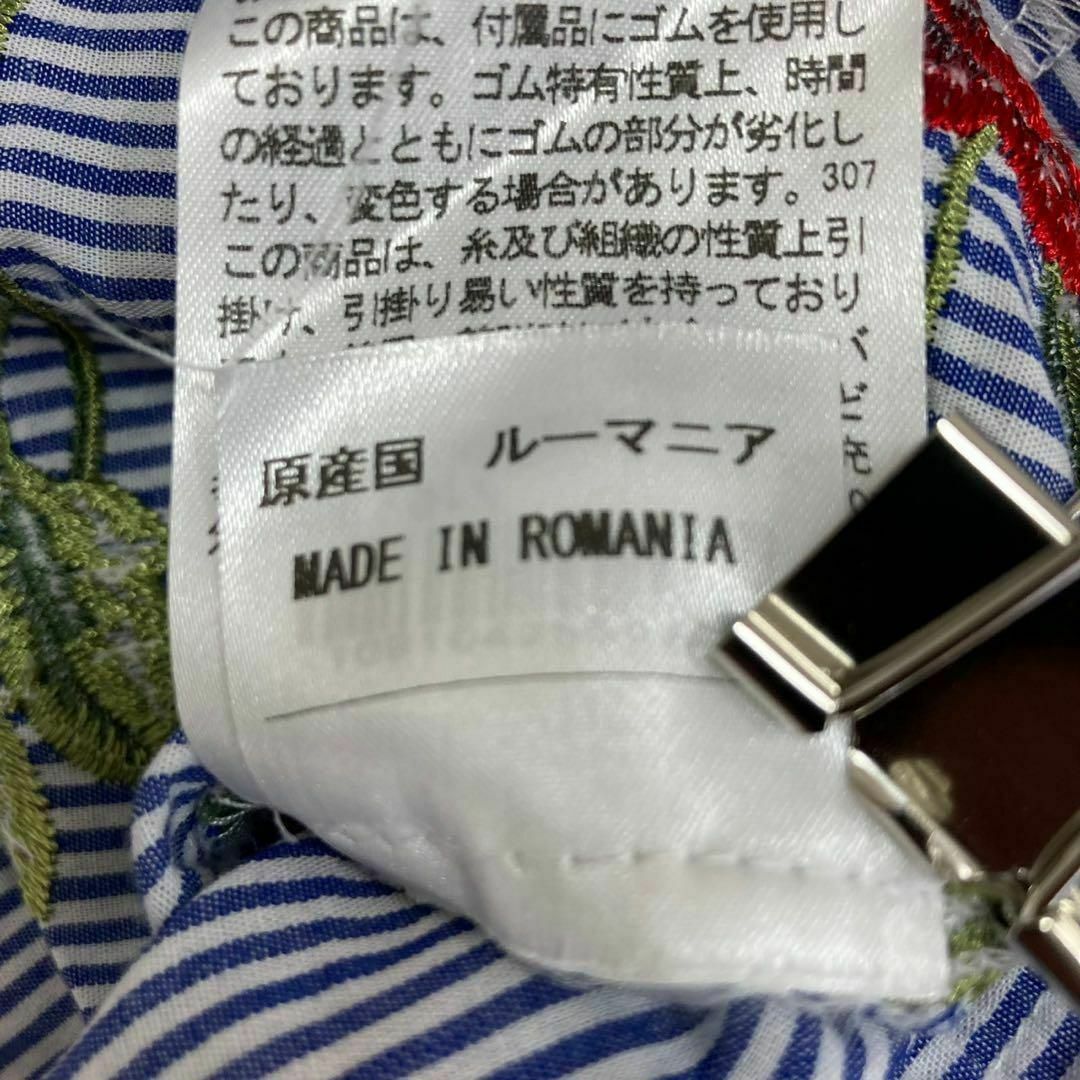 この商品は、付属品にゴムを使用し
ております。ゴム特有性質上、時間
の経過とともにゴムの部分が劣化し
たり、変色する場合があります。307
この商品は、糸及び組織の性質上引
掛け、引掛り易い性質を持っており
原産国 ルーマニア
MADE IN ROMANIA